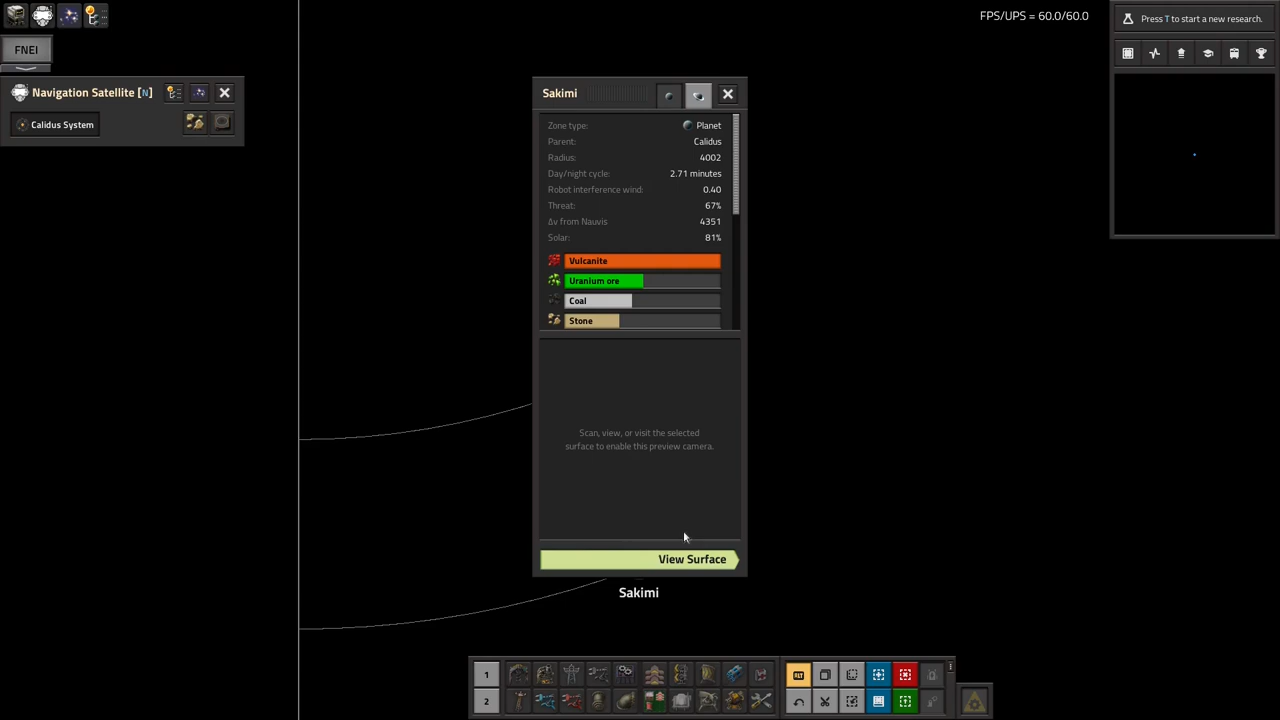 FPS/UPS = 60.0/60.0
Press T to start a new research.
FNEI
Navigation Satellite [N]
Calidus System
Sakimi
Zone type: Planet
Parent: Calidus
Radius: 4002
Day/night cycle: 2.71 minutes
Robot interference wind: 0.40
Threat: 67%
Δv from Nauvis 4351
Solar: 81%
Vulcanite
Uranium ore
Coal
Stone
Scan, view, or visit the selected
surface to enable this preview camera.
View Surface
Sakimi
1
ALT
2